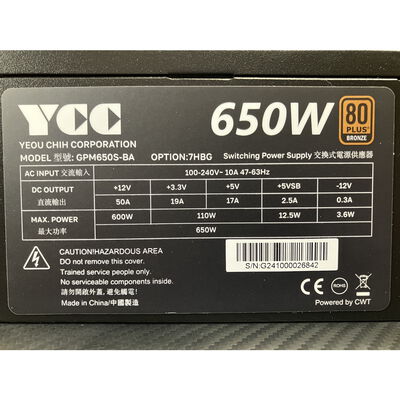 YCC
650W
80
PLUS
BRONZE
YEOU CHIH CORPORATION
MODEL 型號:GPM650S-BA OPTION:7HBG Switching Power Supply 交換式電源供應器
AC INPUT 交流輸入 100-240V~ 10A 47-63Hz
DC OUTPUT +12V +3.3V +5V +5VSB -12V
直流輸出 50A 19A 17A 2.5A 0.3A
MAX. POWER 600W 110W 12.5W 3.6W
最大功率 650W
CAUTION!HAZARDOUS AREA
Do not remove this cover.
Trained service people only.
No serviceable components inside.
Made in China/中國製造
請勿開啟外蓋,避免觸電!
S/N:G241000026842
CE
ROHS
Powered by CWT